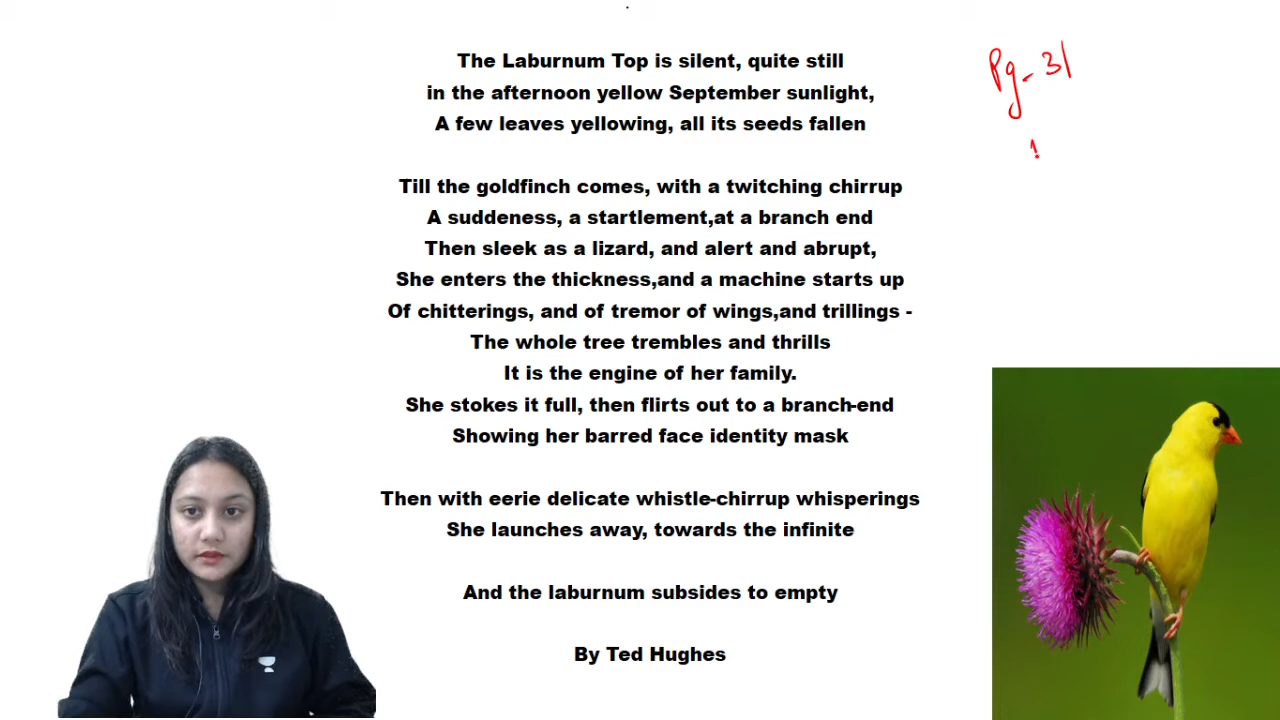 The Laburnum Top is silent, quite still
in the afternoon yellow September sunlight,
A few leaves yellowing, all its seeds fallen
Till the goldfinch comes, with a twitching chirrup
A suddeness, a startlement,at a branch end
Then sleek as a lizard, and alert and abrupt,
She enters the thickness,and a machine starts up
Of chitterings, and of tremor of wings,and trillings -
The whole tree trembles and thrills
It is the engine of her family.
She stokes it full, then flirts out to a branch-end
Showing her barred face identity mask
Then with eerie delicate whistle-chirrup whisperings
She launches away, towards the infinite
And the laburnum subsides to empty
By Ted Hughes
Pg- 31